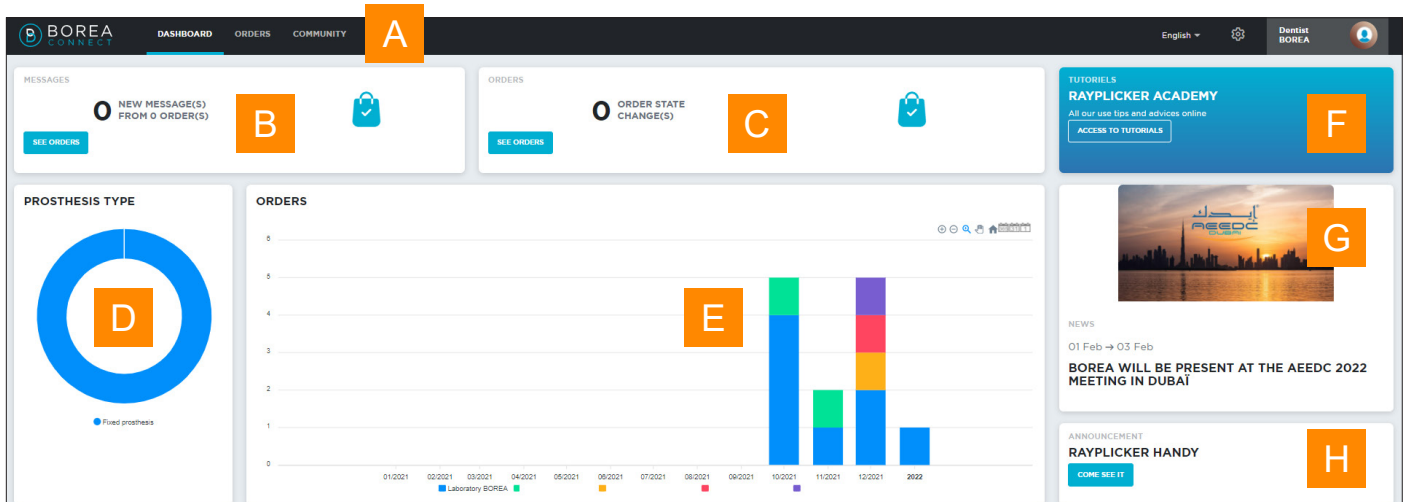 BOREA
CONNECT
DASHBOARD ORDERS COMMUNITY
A
English
Dentist
BOREA
MESSAGES
0 NEW MESSAGE(S)
FROM 0 ORDER(S)
B
SEE ORDERS
ORDERS
0 ORDER STATE
CHANGE(S)
C
SEE ORDERS
TUTORIELS
RAYPLICKER ACADEMY
All our use tips and advices online
ACCESS TO TUTORIALS
F
PROSTHESIS TYPE
D
Fixed prosthesis
ORDERS
6
5
4
3
2
1
0
E
01/2021 02/2021 03/2021 04/2021 05/2021 06/2021 07/2021 08/2021 09/2021 10/2021 11/2021 12/2021 2022
Laboratory BOREA
إيدك
AEEDC
DUBAI
G
NEWS
01 Feb → 03 Feb
BOREA WILL BE PRESENT AT THE AEEDC 2022
MEETING IN DUBAÏ
ANNOUNCEMENT
RAYPLICKER HANDY
COME SEE IT
H